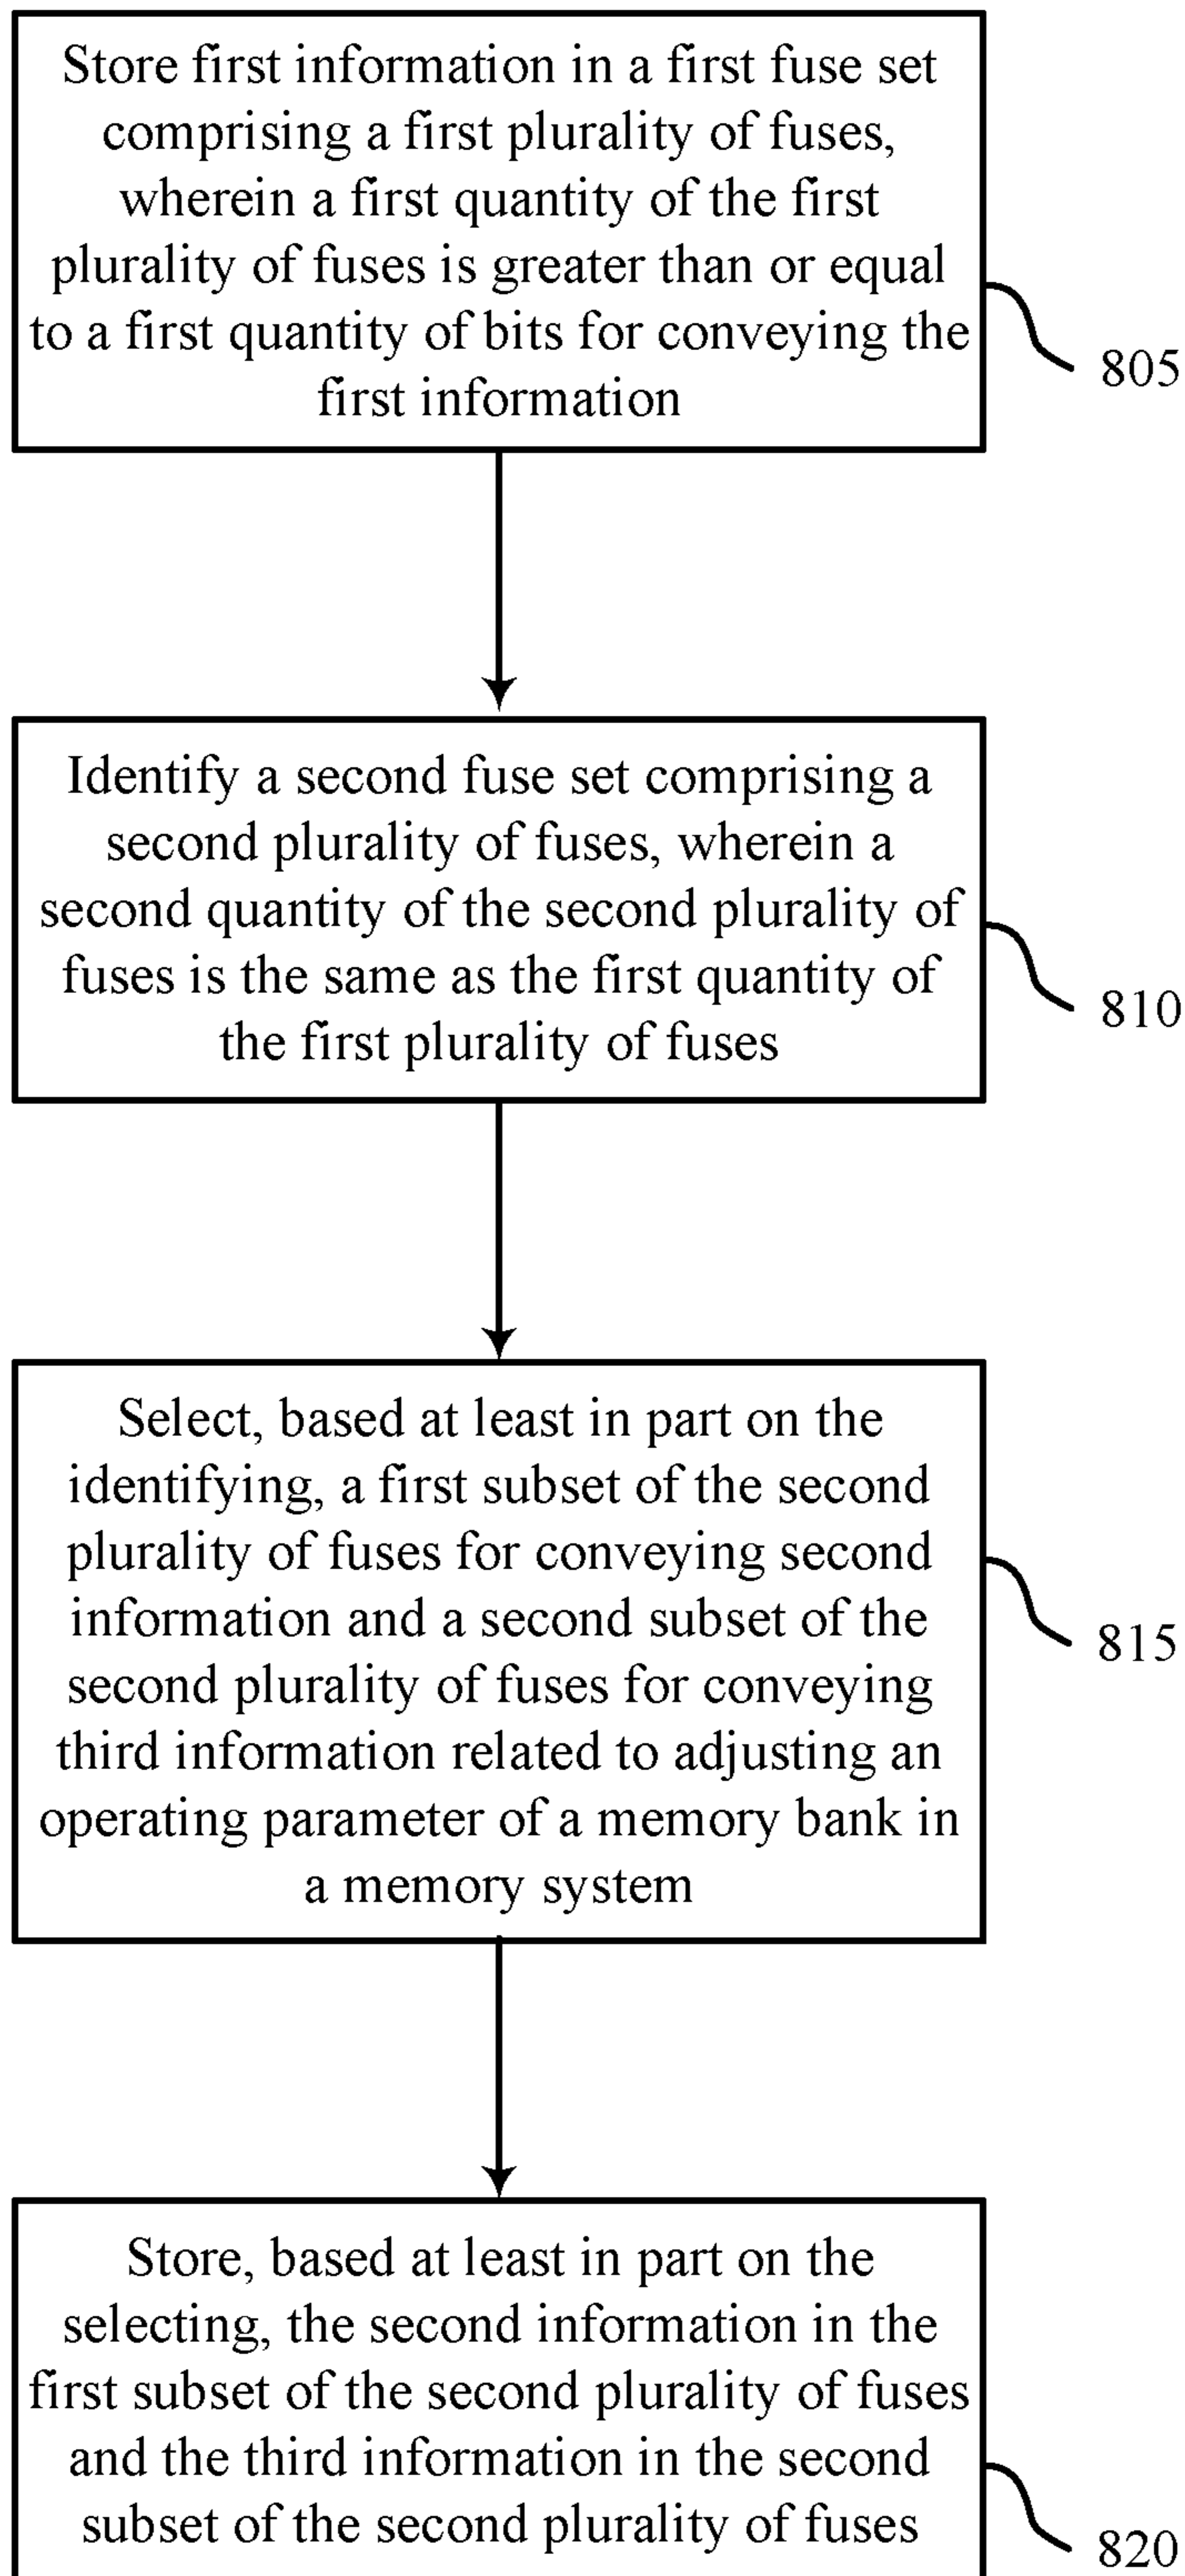 Store first information in a first fuse set
comprising a first plurality of fuses,
wherein a first quantity of the first
plurality of fuses is greater than or equal
to a first quantity of bits for conveying the
first information
805
Identify a second fuse set comprising a
second plurality of fuses, wherein a
second quantity of the second plurality of
fuses is the same as the first quantity of
the first plurality of fuses
810
Select, based at least in part on the
identifying, a first subset of the second
plurality of fuses for conveying second
information and a second subset of the
second plurality of fuses for conveying
third information related to adjusting an
operating parameter of a memory bank in
a memory system
815
Store, based at least in part on the
selecting, the second information in the
first subset of the second plurality of fuses
and the third information in the second
subset of the second plurality of fuses
820